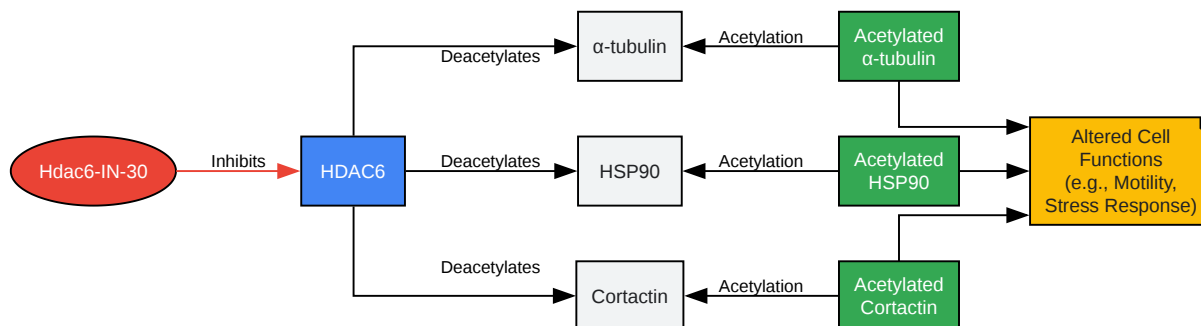 α-tubulin
Acetylation
Acetylated
α-tubulin
Deacetylates
Hdac6-IN-30
Inhibits
HDAC6
Deacetylates
HSP90
Acetylation
Acetylated
HSP90
Altered Cell
Functions
(e.g., Motility,
Stress Response)
Deacetylates
Cortactin
Acetylation
Acetylated
Cortactin